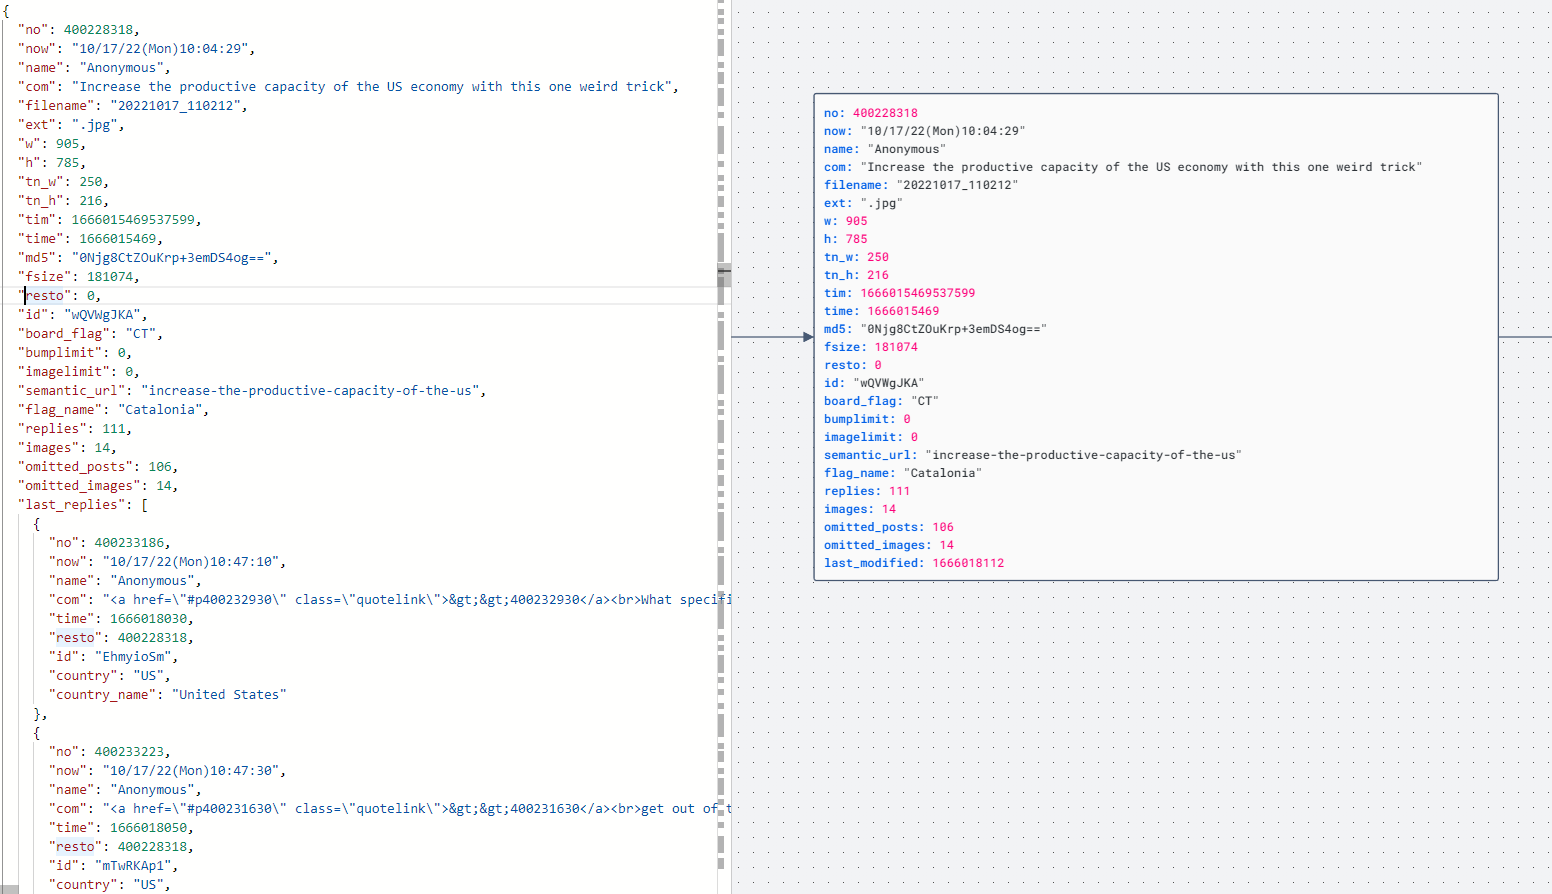 {
"no": 400228318,
"now": "10/17/22(Mon)10:04:29",
"name": "Anonymous",
"com": "Increase the productive capacity of the US economy with this one weird trick",
"filename": "20221017_110212",
"ext": ".jpg",
"w": 905,
"h": 785,
"tn_w": 250,
"tn_h": 216,
"tim": 1666015469537599,
"time": 1666015469,
"md5": "0Njg8CtZOuKrp+3emDS4og==",
"fsize": 181074,
"resto": 0,
"id": "wQVWgJKA",
"board_flag": "CT",
"bumplimit": 0,
"imagelimit": 0,
"semantic_url": "increase-the-productive-capacity-of-the-us",
"flag_name": "Catalonia",
"replies": 111,
"images": 14,
"omitted_posts": 106,
"omitted_images": 14,
"last_replies": [
{
"no": 400233186,
"now": "10/17/22(Mon)10:47:10",
"name": "Anonymous",
"com": "<a href=\"#p400232930\" class=\"quotelink\">&gt;&gt;400232930</a><br>What specifi
"time": 1666018030,
"resto": 400228318,
"id": "EhmyioSm",
"country": "US",
"country_name": "United States"
},
{
"no": 400233223,
"now": "10/17/22(Mon)10:47:30",
"name": "Anonymous",
"com": "<a href=\"#p400231630\" class=\"quotelink\">&gt;&gt;400231630</a><br>get out of t
"time": 1666018050,
"resto": 400228318,
"id": "mTwRKAp1",
"country": "US",
no: 400228318
now: "10/17/22(Mon)10:04:29"
name: "Anonymous"
com: "Increase the productive capacity of the US economy with this one weird trick"
filename: "20221017_110212"
ext: ".jpg"
w: 905
h: 785
tn_w: 250
tn_h: 216
tim: 1666015469537599
time: 1666015469
md5: "0Njg8CtZOuKrp+3emDS4og=="
fsize: 181074
resto: 0
id: "wQVWgJKA"
board_flag: "CT"
bumplimit: 0
imagelimit: 0
semantic_url: "increase-the-productive-capacity-of-the-us"
flag_name: "Catalonia"
replies: 111
images: 14
omitted_posts: 106
omitted_images: 14
last_modified: 1666018112